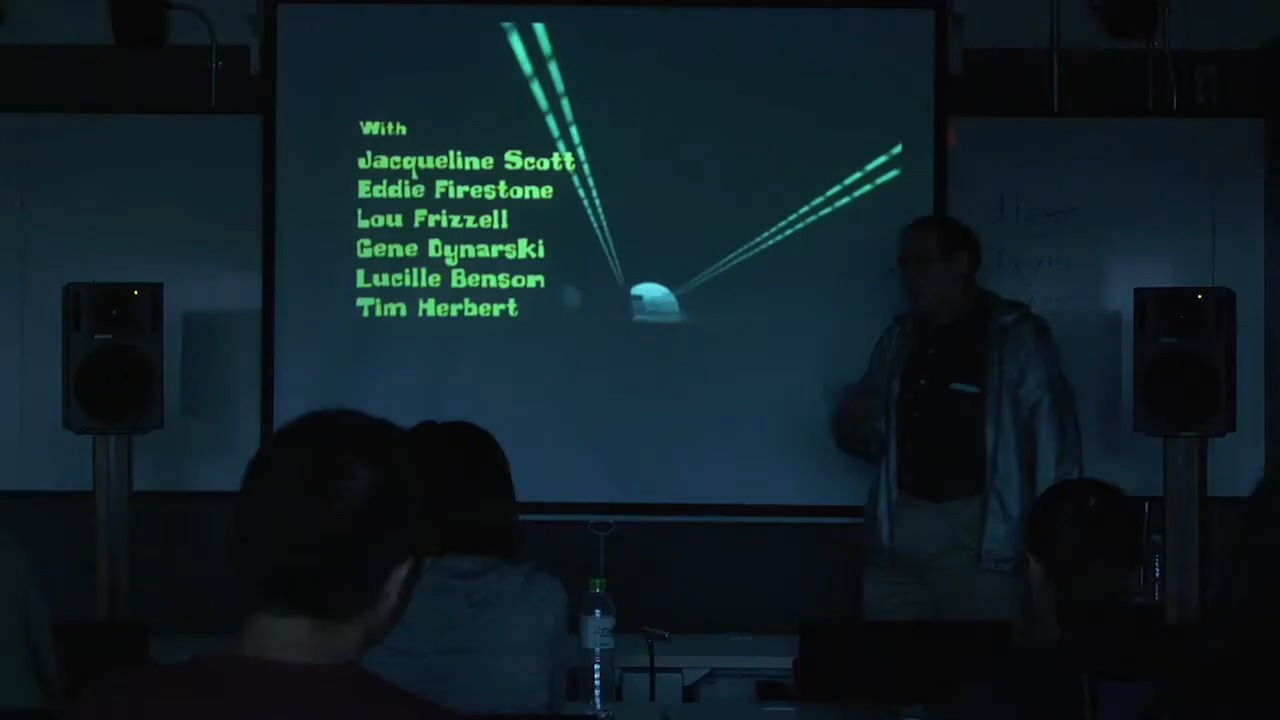 With
Jacqueline Scott
Eddie Firestone
Lou Frizzell
Gene Dynarski
Lucille Benson
Tim Herbert